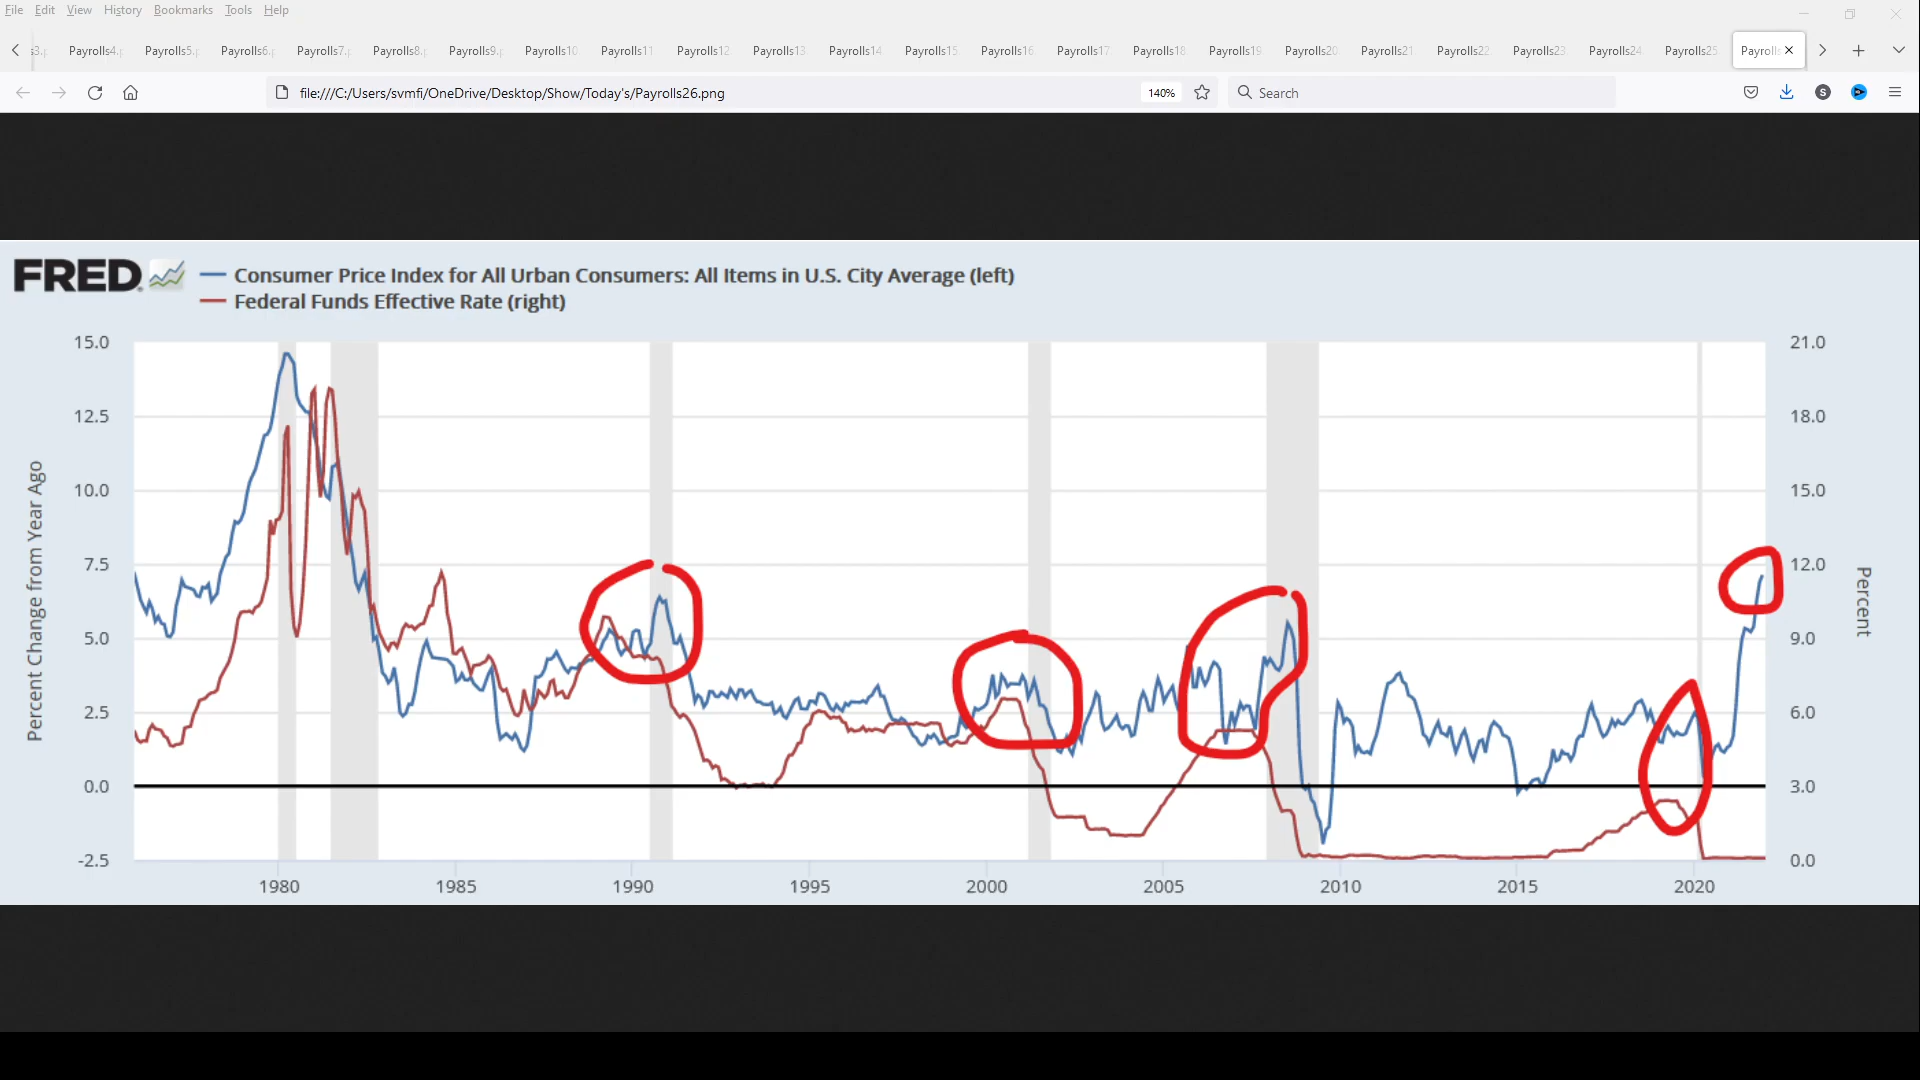 File Edit View History Bookmarks Tools Help
s3.p Payrolls4.p Payrolls5.p Payrolls6.p Payrolls7.p Payrolls8.p Payrolls9.p Payrolls10. Payrolls11 Payrolls12 Payrolls13 Payrolls14 Payrolls15. Payrolls16 Payrolls17. Payrolls18. Payrolls19. Payrolls20 Payrolls21 Payrolls22. Payrolls23 Payrolls24 Payrolls25 Payrolls
file:///C:/Users/svmfi/OneDrive/Desktop/Show/Today's/Payrolls26.png 140% Search S
FRED
Consumer Price Index for All Urban Consumers: All Items in U.S. City Average (left)
Federal Funds Effective Rate (right)
Percent Change from Year Ago
15.0
12.5
10.0
7.5
5.0
2.5
0.0
-2.5
21.0
18.0
15.0
12.0
9.0
6.0
3.0
0.0
Percent
1980 1985 1990 1995 2000 2005 2010 2015 2020